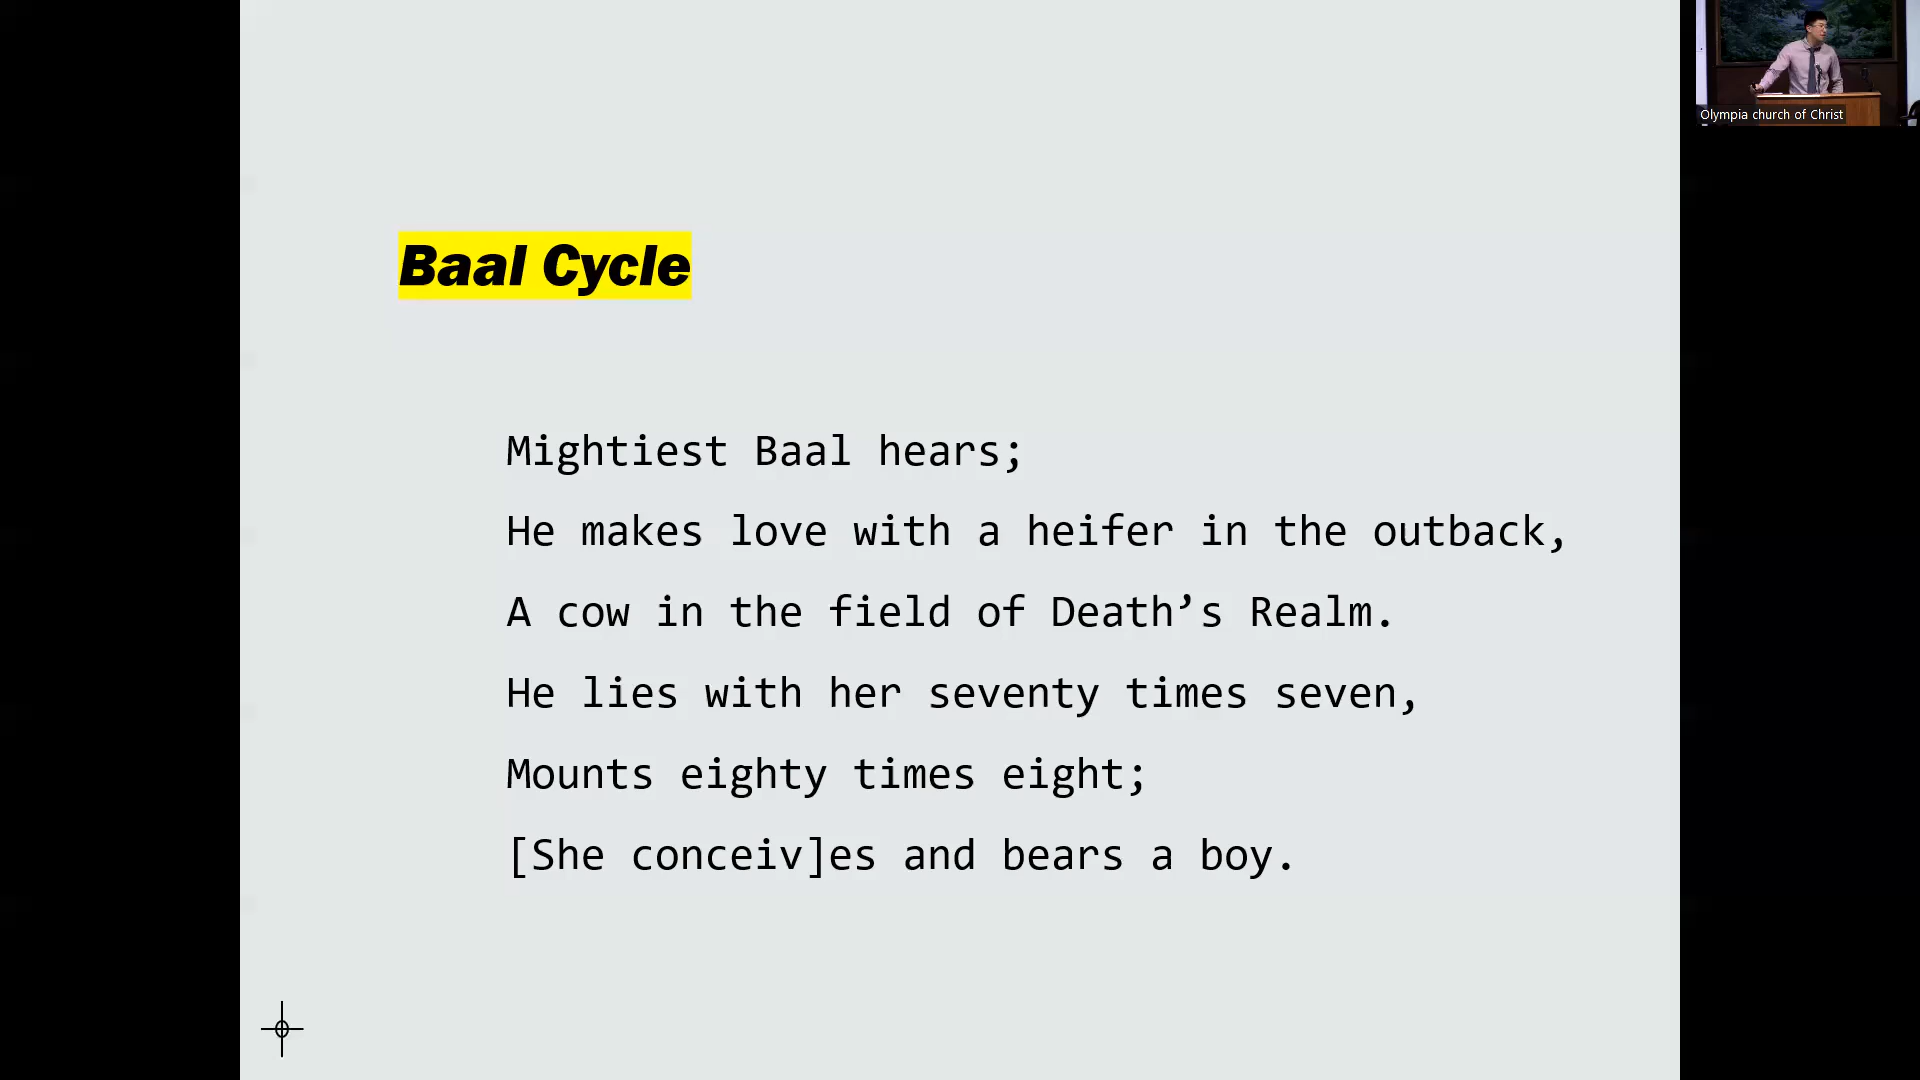 Baal Cycle
Mightiest Baal hears;
He makes love with a heifer in the outback,
A cow in the field of Death’s Realm.
He lies with her seventy times seven,
Mounts eighty times eight;
[She conceiv]es and bears a boy.
Olympia church of Christ